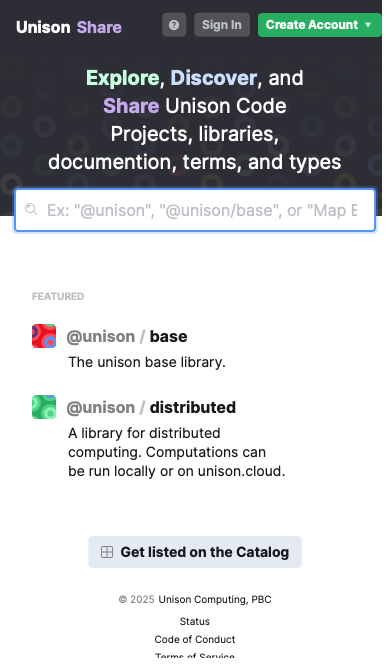 Unison Share
?
Sign In
Create Account
Explore, Discover, and
Share Unison Code
Projects, libraries,
documention, terms, and types
Ex: "@unison", "@unison/base", or "Map
FEATURED
@unison / base
The unison base library.
@unison / distributed
A library for distributed
computing. Computations can
be run locally or on unison.cloud.
Get listed on the Catalog
© 2025 Unison Computing, PBC
Status
Code of Conduct
Terms of Service